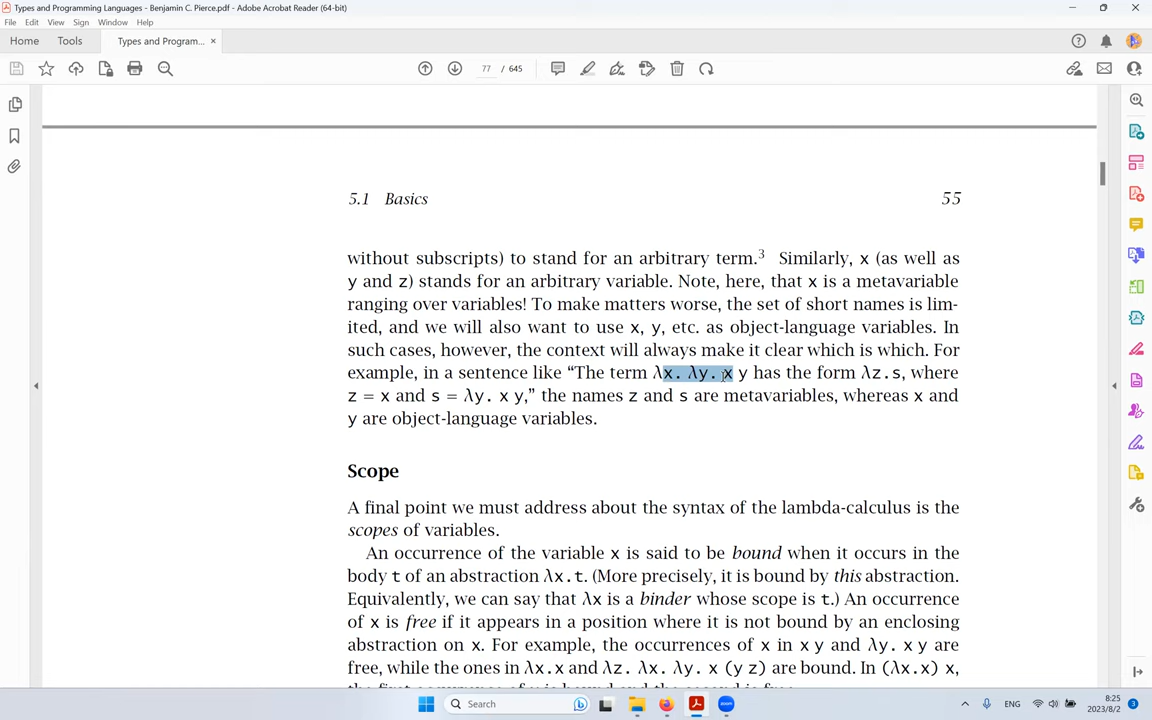 Types and Programming Languages - Benjamin C. Pierce.pdf - Adobe Acrobat Reader (64-bit)
File Edit View Sign Window Help
Home Tools Types and Program... ×
77 / 645
5.1 Basics 55
without subscripts) to stand for an arbitrary term.3 Similarly, x (as well as
y and z) stands for an arbitrary variable. Note, here, that x is a metavariable
ranging over variables! To make matters worse, the set of short names is lim-
ited, and we will also want to use x, y, etc. as object-language variables. In
such cases, however, the context will always make it clear which is which. For
example, in a sentence like “The term λx. λy. x y has the form λz.s, where
z = x and s = λy. x y,” the names z and s are metavariables, whereas x and
y are object-language variables.
Scope
A final point we must address about the syntax of the lambda-calculus is the
scopes of variables.
An occurrence of the variable x is said to be bound when it occurs in the
body t of an abstraction λx.t. (More precisely, it is bound by this abstraction.
Equivalently, we can say that λx is a binder whose scope is t.) An occurrence
of x is free if it appears in a position where it is not bound by an enclosing
abstraction on x. For example, the occurrences of x in x y and λy. x y are
free, while the ones in λx.x and λz. λx. λy. x (y z) are bound. In (λx.x) x,
Search
ENG
8:25
2023/8/2
3